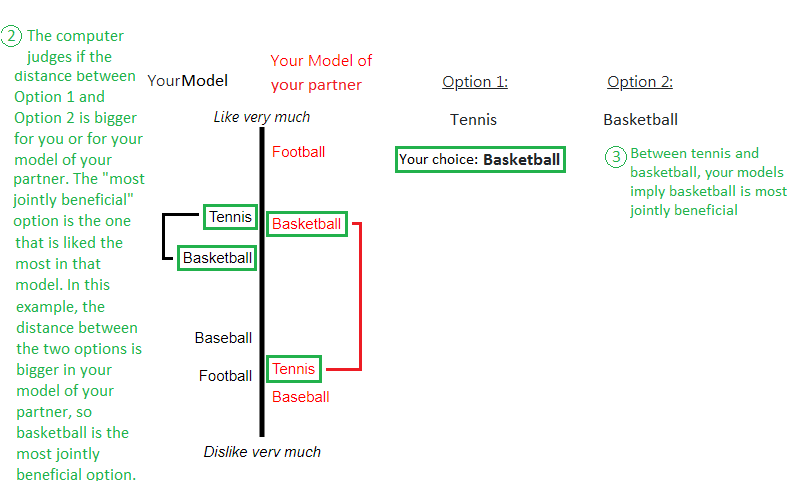 2 The computer
judges if the
distance between
Option 1 and
Option 2 is bigger
for you or for your
model of your
partner. The "most
jointly beneficial"
option is the one
that is liked the
most in that
model. In this
example, the
distance between
the two options is
bigger in your
model of your
partner, so
basketball is the
most jointly
beneficial option.
YourModel
Your Model of
your partner
Like very much
Football
Tennis
Basketball
Basketball
Baseball
Football
Tennis
Baseball
Dislike very much
Option 1:
Option 2:
Tennis
Basketball
Your choice: Basketball
3 Between tennis and
basketball, your models
imply basketball is most
jointly beneficial